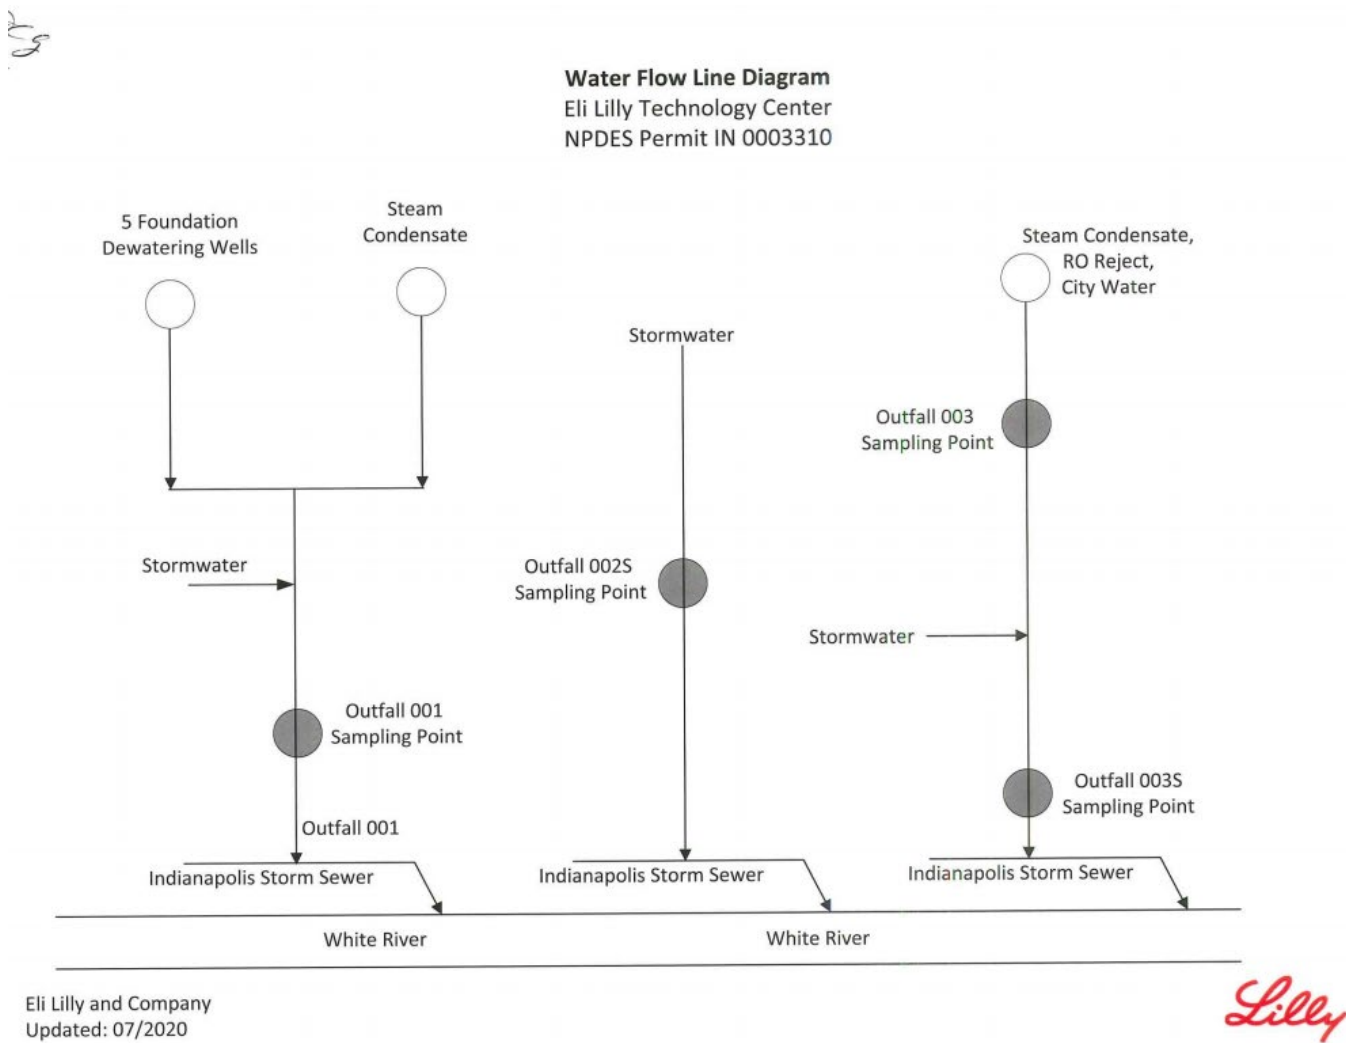 Water Flow Line Diagram
Eli Lilly Technology Center
NPDES Permit IN 0003310
5 Foundation
Dewatering Wells
Steam
Condensate
Steam Condensate,
RO Reject,
City Water
Stormwater
Outfall 003
Sampling Point
Stormwater
Outfall 002S
Sampling Point
Stormwater
Outfall 001
Sampling Point
Outfall 003S
Sampling Point
Outfall 001
Indianapolis Storm Sewer
Indianapolis Storm Sewer
Indianapolis Storm Sewer
White River
White River
Eli Lilly and Company
Updated: 07/2020
Lilly